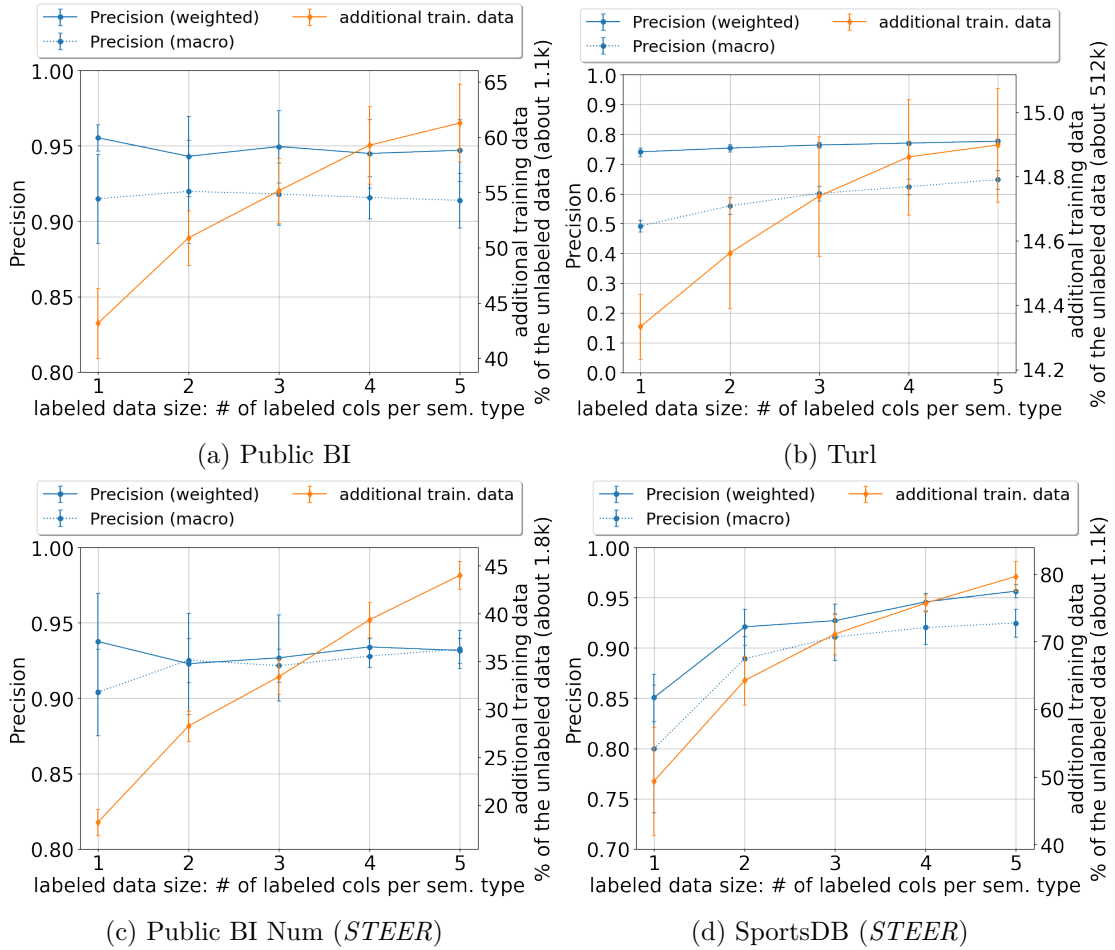 Precision (weighted)
Precision (macro)
additional train. data
1.00
0.95
0.90
0.85
0.80
Precision
65
60
55
50
45
40
additional training data
% of the unlabeled data (about 1.1k)
1 2 3 4 5
labeled data size: # of labeled cols per sem. type
(a) Public BI
Precision (weighted)
Precision (macro)
additional train. data
1.0
0.9
0.8
0.7
0.6
0.5
0.4
0.3
0.2
0.1
0.0
Precision
15.0
14.8
14.6
14.4
14.2
additional training data
% of the unlabeled data (about 512k)
1 2 3 4 5
labeled data size: # of labeled cols per sem. type
(b) Turl
Precision (weighted)
Precision (macro)
additional train. data
1.00
0.95
0.90
0.85
0.80
Precision
45
40
35
30
25
20
additional training data
% of the unlabeled data (about 1.8k)
1 2 3 4 5
labeled data size: # of labeled cols per sem. type
(c) Public BI Num (STEER)
Precision (weighted)
Precision (macro)
additional train. data
1.00
0.95
0.90
0.85
0.80
0.75
0.70
Precision
80
70
60
50
40
additional training data
% of the unlabeled data (about 1.1k)
1 2 3 4 5
labeled data size: # of labeled cols per sem. type
(d) SportsDB (STEER)